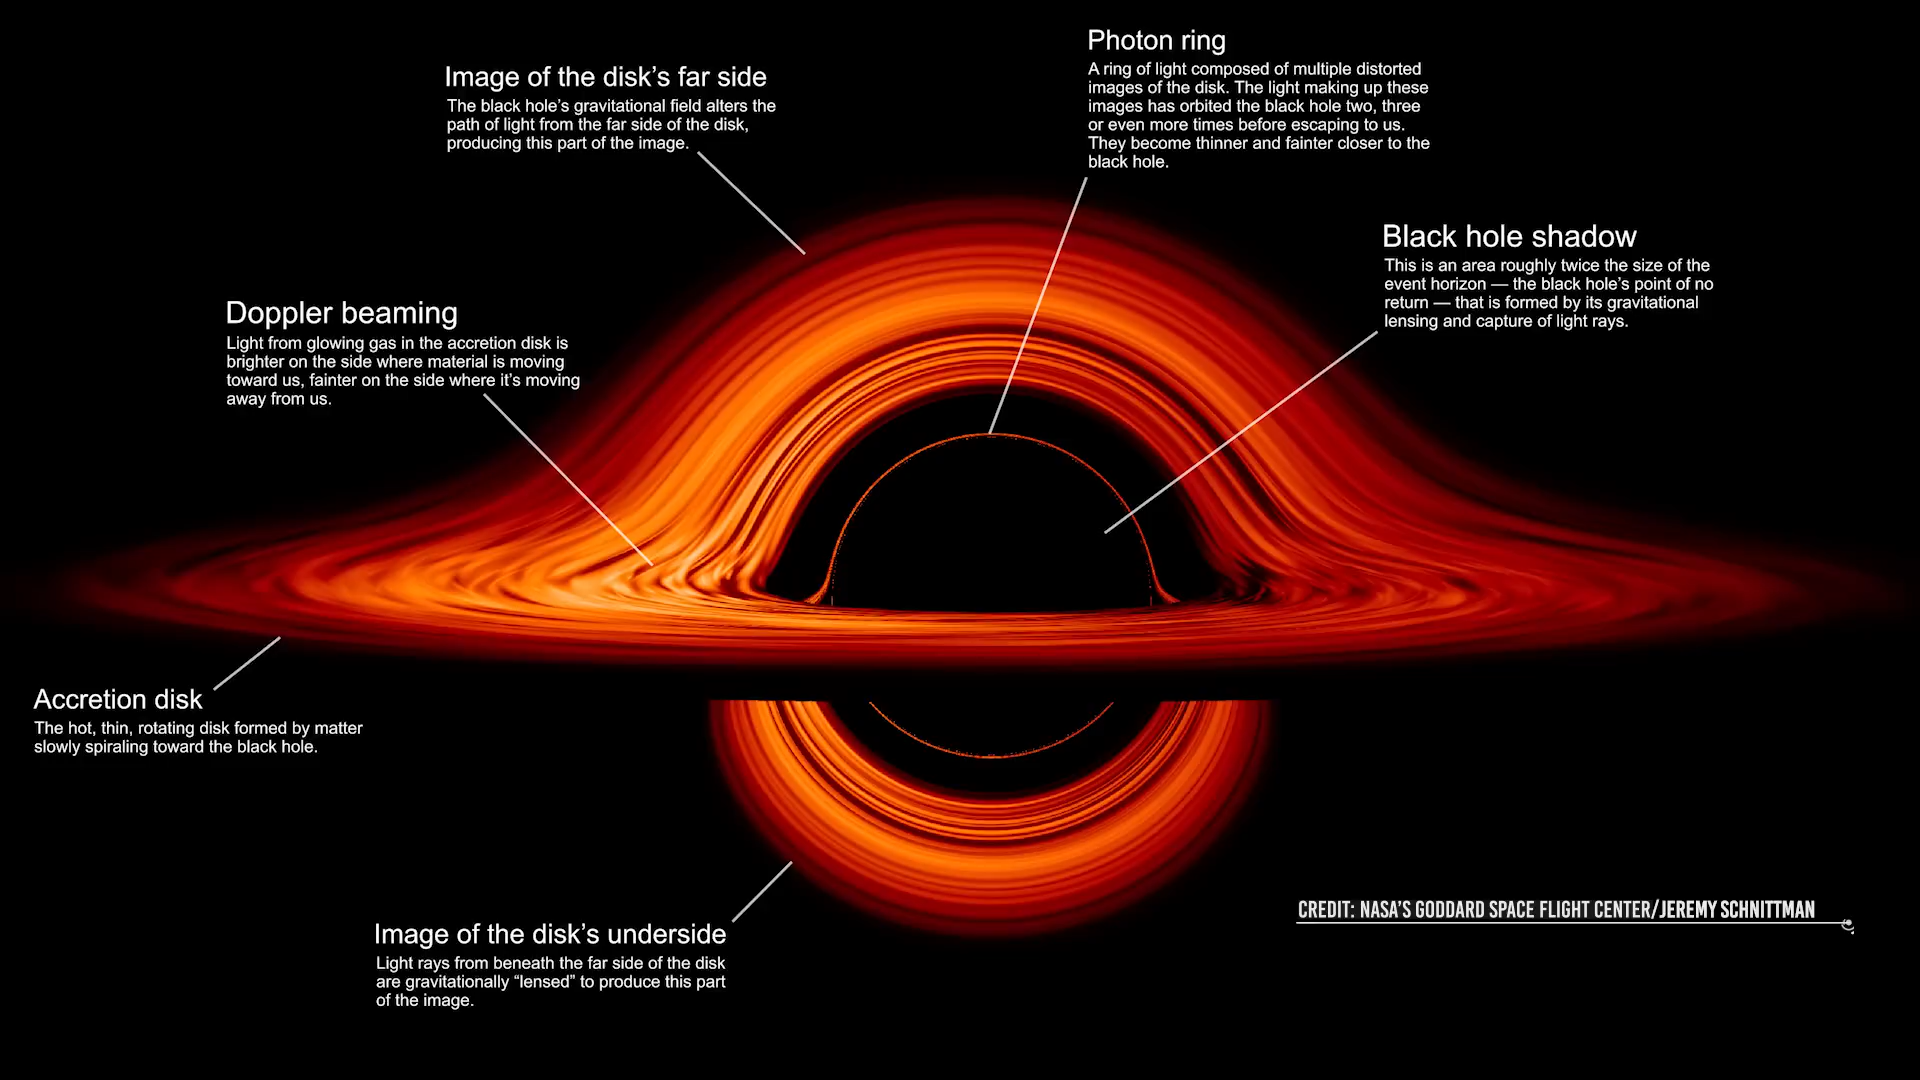 Photon ring
A ring of light composed of multiple distorted
images of the disk. The light making up these
images has orbited the black hole two, three
or even more times before escaping to us.
They become thinner and fainter closer to the
black hole.
Image of the disk’s far side
The black hole’s gravitational field alters the
path of light from the far side of the disk,
producing this part of the image.
Black hole shadow
This is an area roughly twice the size of the
event horizon — the black hole’s point of no
return — that is formed by its gravitational
lensing and capture of light rays.
Doppler beaming
Light from glowing gas in the accretion disk is
brighter on the side where material is moving
toward us, fainter on the side where it’s moving
away from us.
Accretion disk
The hot, thin, rotating disk formed by matter
slowly spiraling toward the black hole.
Image of the disk’s underside
Light rays from beneath the far side of the disk
are gravitationally “lensed” to produce this part
of the image.
CREDIT: NASA’S GODDARD SPACE FLIGHT CENTER/JEREMY SCHNITTMAN